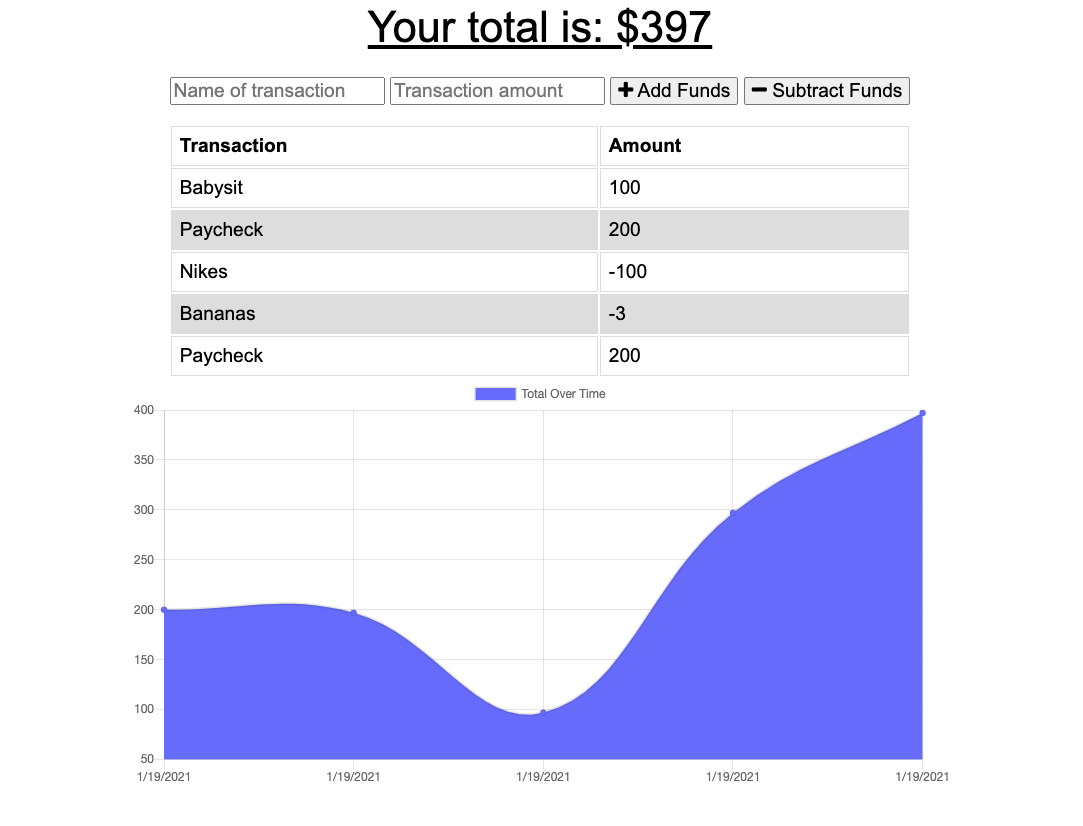 Your total is: $397
Name of transaction Transaction amount + Add Funds − Subtract Funds
Transaction Amount
Babysit 100
Paycheck 200
Nikes -100
Bananas -3
Paycheck 200
Total Over Time
400
350
300
250
200
150
100
50
1/19/2021 1/19/2021 1/19/2021 1/19/2021 1/19/2021